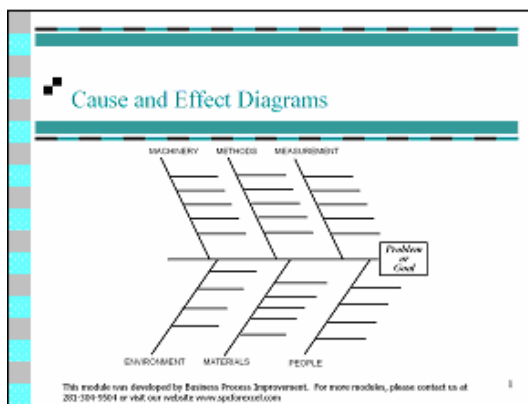 Cause and Effect Diagrams
MACHINERY METHODS MEASUREMENT
Problem
or
Goal
ENVIRONMENT MATERIALS PEOPLE
This module was developed by Business Process Improvement. For more modules, please contact us at
281-304-9504 or visit our website www.spcforexcel.com
1